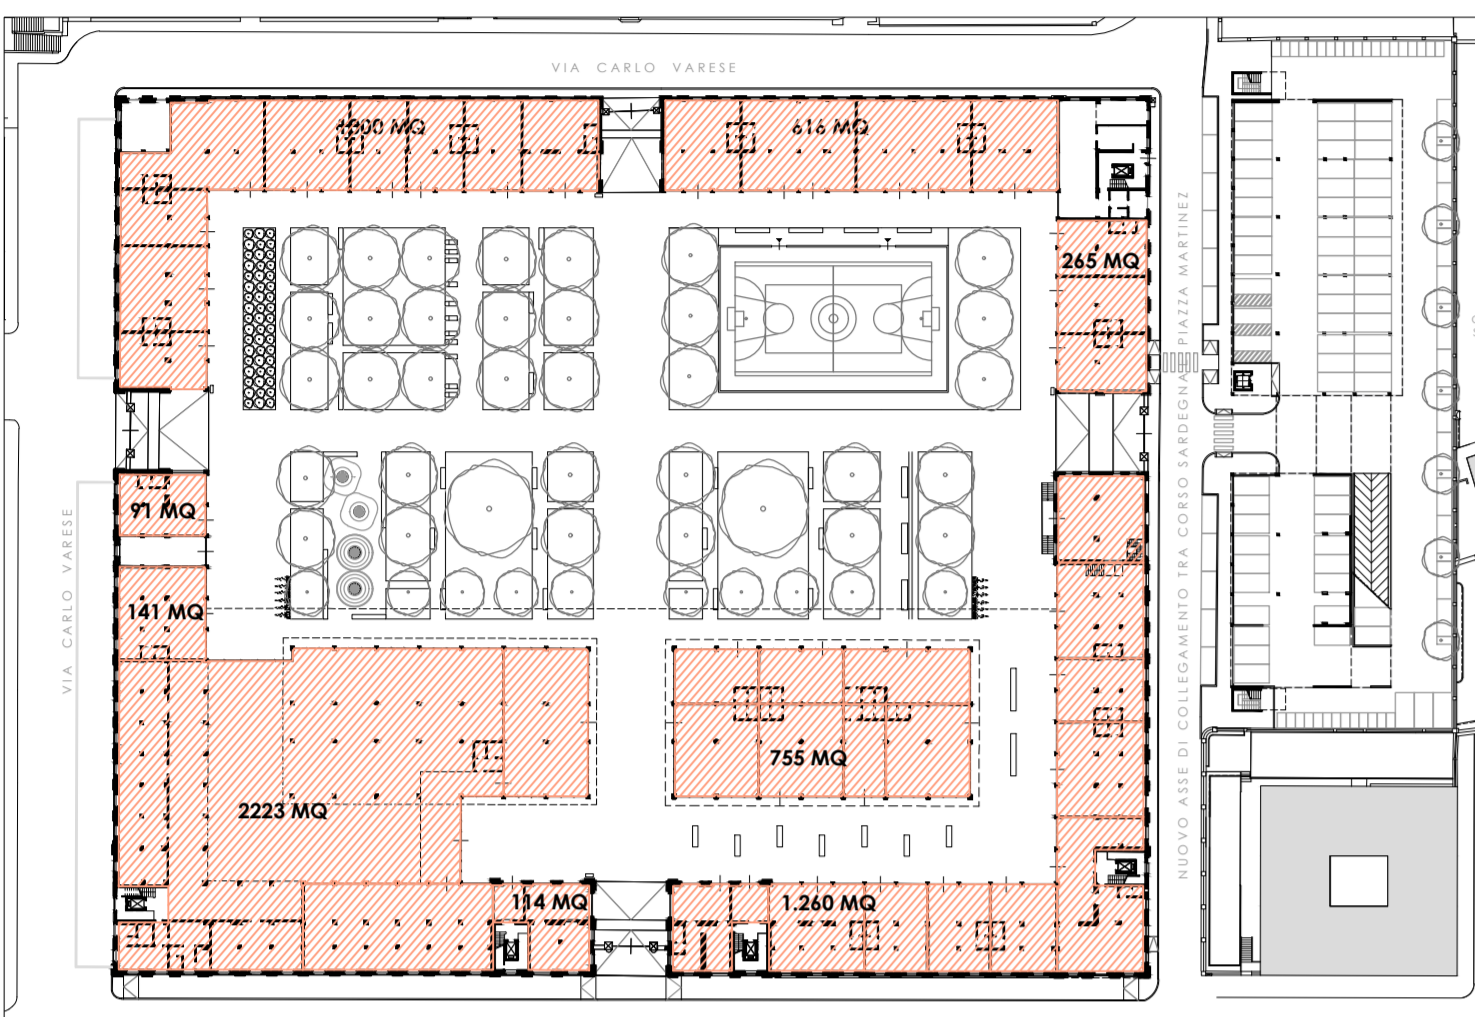 VIA CARLO VARESE
MQ
616 MQ
265 MQ
91 MQ
141 MQ
VIA CARLO VARESE
755 MQ
2223 MQ
114 MQ
1.260 MQ
NUOVO ASSE DI COLLEGAMENTO TRA CORSO SARDEGNA E PIAZZA MARTINEZ